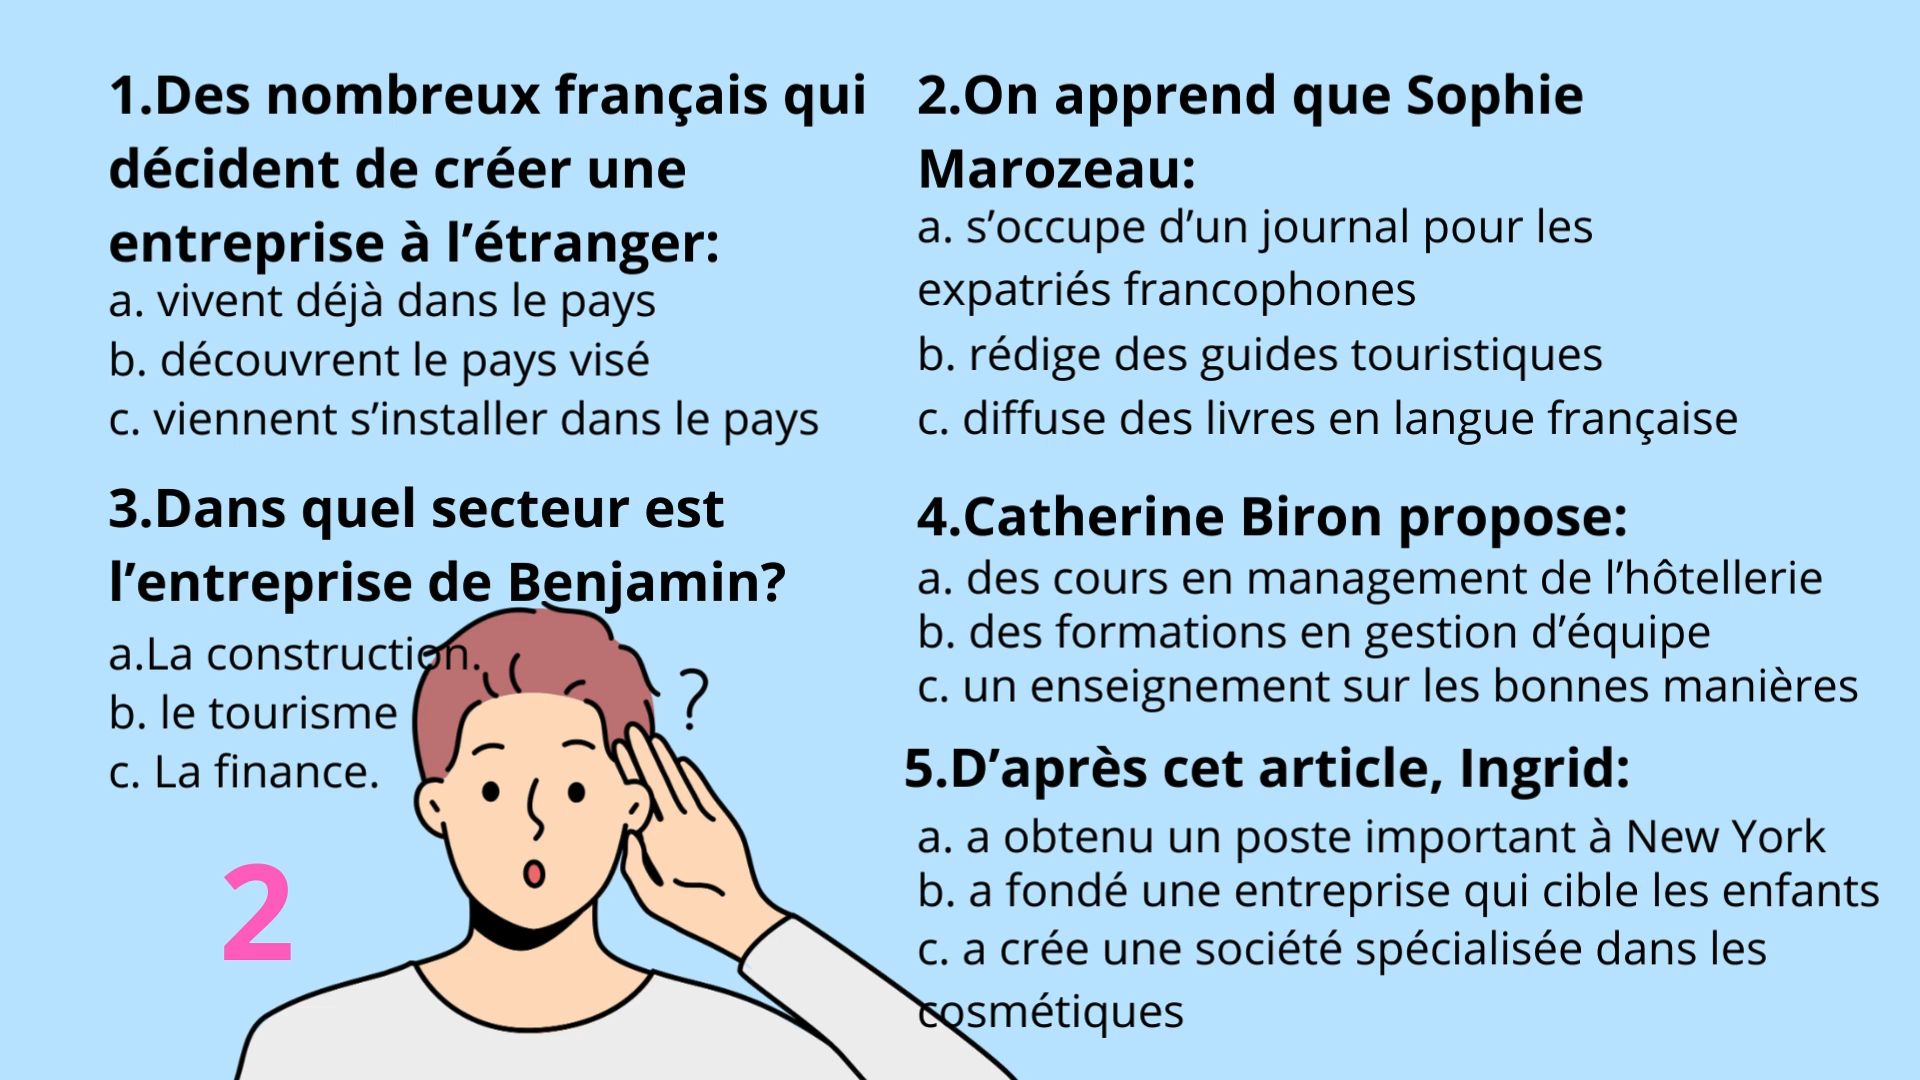 1.Des nombreux français qui
décident de créer une
entreprise à l’étranger:
a. vivent déjà dans le pays
b. découvrent le pays visé
c. viennent s’installer dans le pays
2.On apprend que Sophie
Marozeau:
a. s’occupe d’un journal pour les
expatriés francophones
b. rédige des guides touristiques
c. diffuse des livres en langue française
3.Dans quel secteur est
l’entreprise de Benjamin?
a.La construction.
b. le tourisme
c. La finance.
4.Catherine Biron propose:
a. des cours en management de l’hôtellerie
b. des formations en gestion d’équipe
c. un enseignement sur les bonnes manières
5.D’après cet article, Ingrid:
a. a obtenu un poste important à New York
b. a fondé une entreprise qui cible les enfants
c. a crée une société spécialisée dans les
cosmétiques
?
2